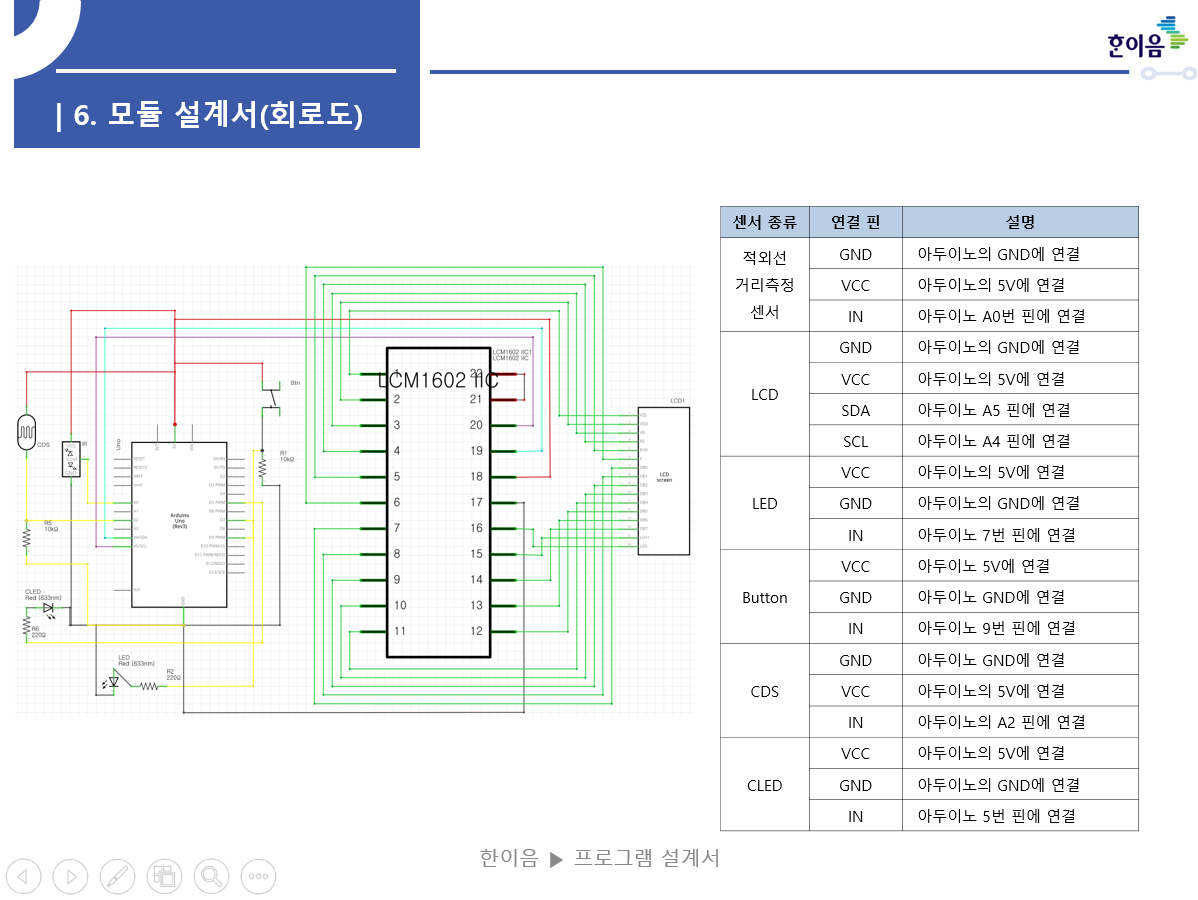 한이음
| 6. 모듈 설계서(회로도)
센서 종류 연결 핀 설명
적외선 거리측정 센서
GND 아두이노의 GND에 연결
VCC 아두이노의 5V에 연결
IN 아두이노 A0번 핀에 연결
LCD
GND 아두이노의 GND에 연결
VCC 아두이노의 5V에 연결
SDA 아두이노 A5 핀에 연결
SCL 아두이노 A4 핀에 연결
LED
VCC 아두이노의 5V에 연결
GND 아두이노의 GND에 연결
IN 아두이노 7번 핀에 연결
Button
VCC 아두이노 5V에 연결
GND 아두이노 GND에 연결
IN 아두이노 9번 핀에 연결
CDS
GND 아두이노 GND에 연결
VCC 아두이노의 5V에 연결
IN 아두이노의 A2 핀에 연결
CLED
VCC 아두이노의 5V에 연결
GND 아두이노의 GND에 연결
IN 아두이노 5번 핀에 연결
CDS
IR
Uno
Btn
R1
10kΩ
R5
10kΩ
Arduino
Uno
(Rev3)
CLED
Red (633nm)
R6
220Ω
LED
Red (633nm)
R2
220Ω
LCM1602 IIC1
LCM1602 IIC
LCM1602 IIC
1
2
3
4
5
6
7
8
9
10
11
22
21
20
19
18
17
16
15
14
13
12
LCD1
LCD
screen
한이음 ▶ 프로그램 설계서